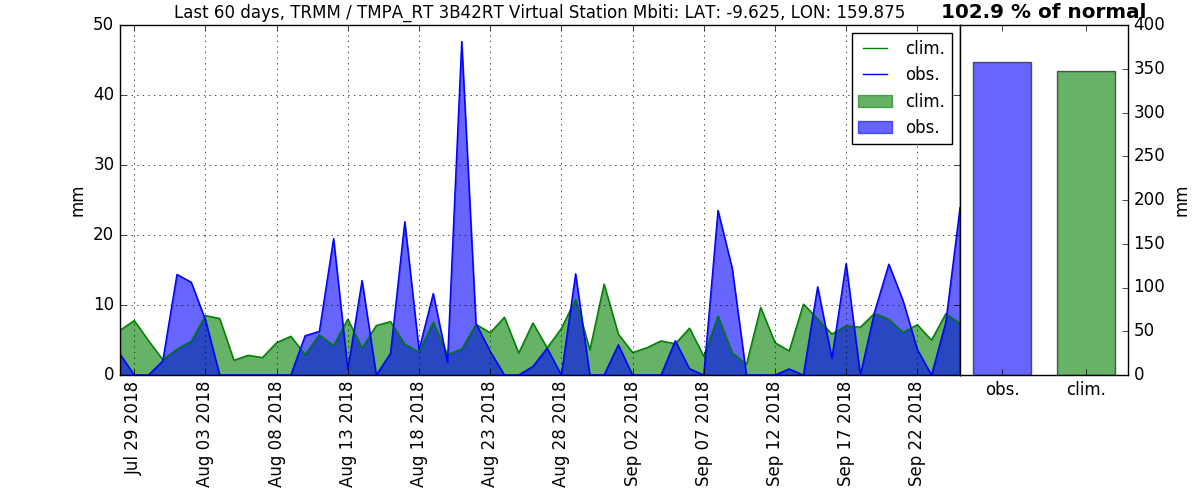 Last 60 days, TRMM / TMPA_RT 3B42RT Virtual Station Mbiti: LAT: -9.625, LON: 159.875
102.9 % of normal
50
40
30
20
10
0
mm
clim.
obs.
clim.
obs.
Jul 29 2018
Aug 03 2018
Aug 08 2018
Aug 13 2018
Aug 18 2018
Aug 23 2018
Aug 28 2018
Sep 02 2018
Sep 07 2018
Sep 12 2018
Sep 17 2018
Sep 22 2018
400
350
300
250
200
150
100
50
0
mm
obs.
clim.